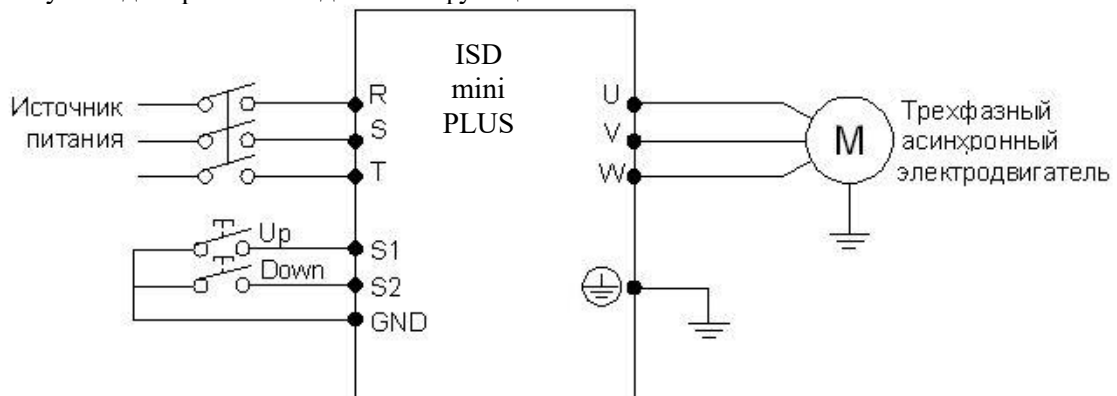 ISD
mini
PLUS
Источник
питания
R
S
T
Up
S1
Down
S2
GND
U
V
W
M
Трехфазный
асинхронный
электродвигатель